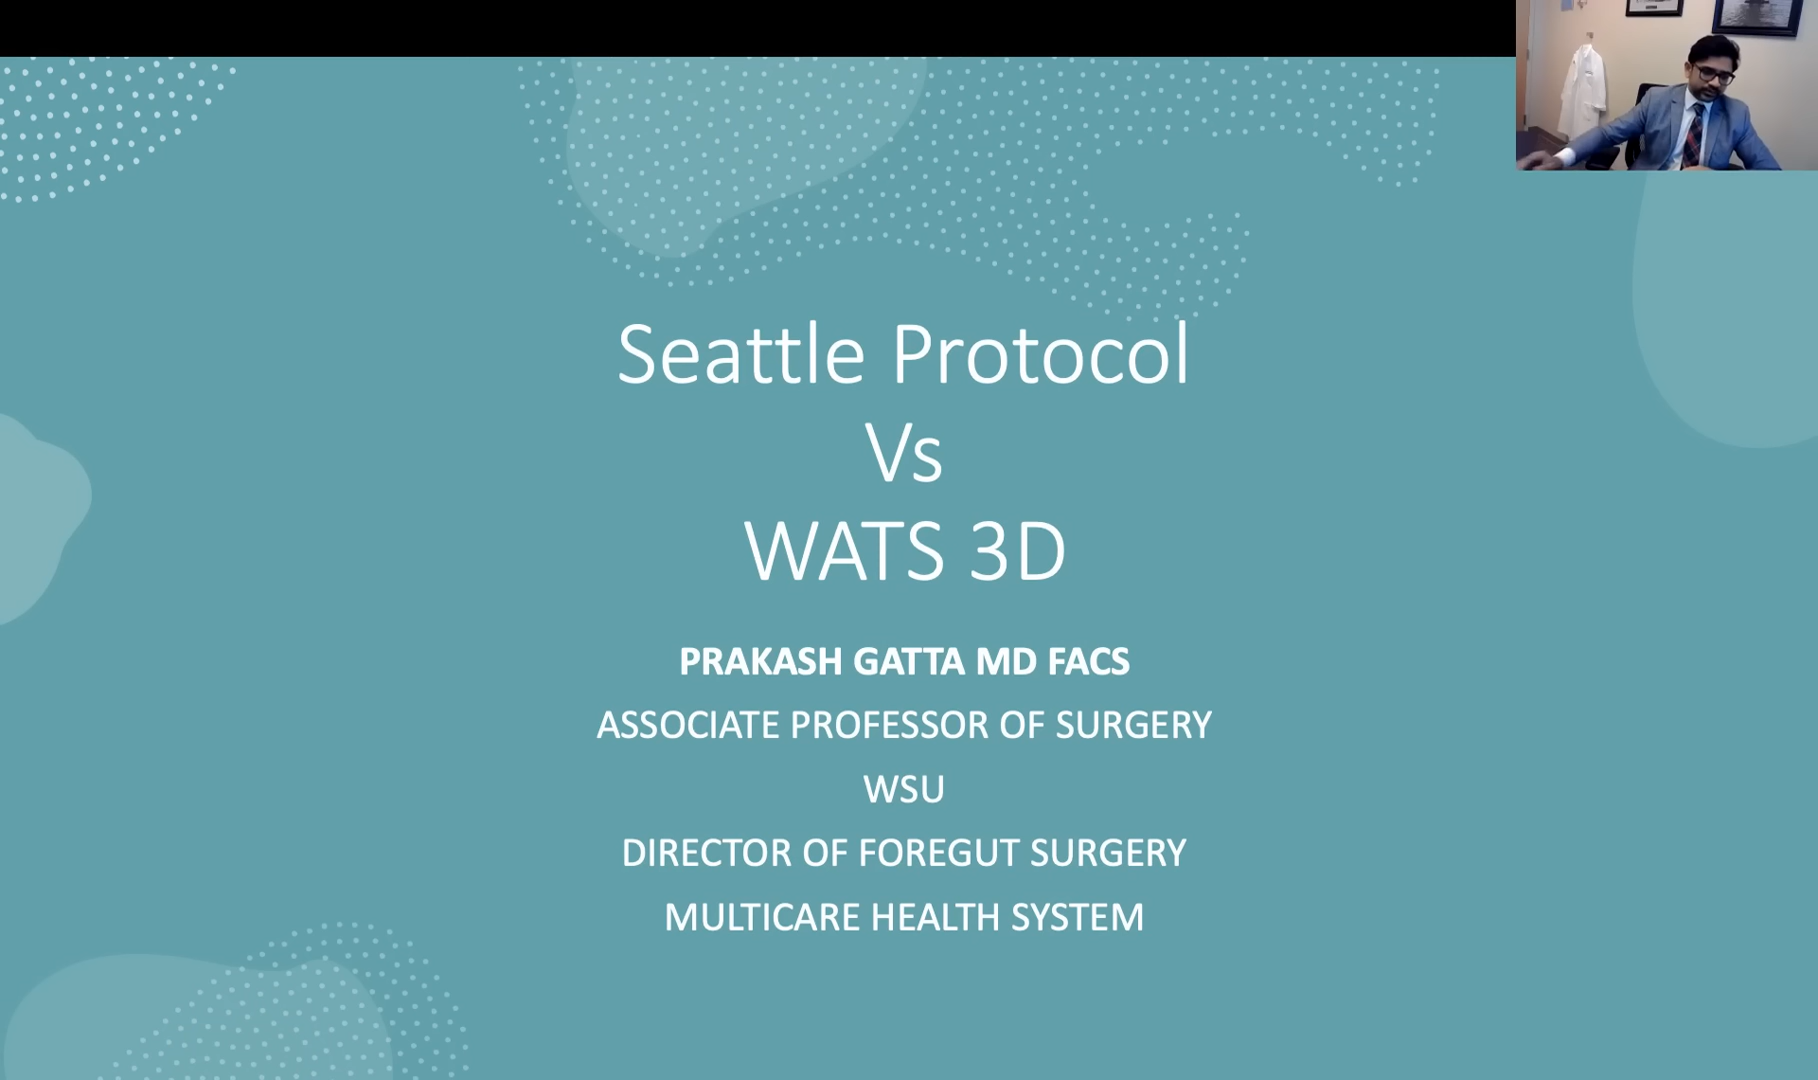 Seattle Protocol
Vs
WATS 3D
PRAKASH GATTA MD FACS
ASSOCIATE PROFESSOR OF SURGERY
WSU
DIRECTOR OF FOREGUT SURGERY
MULTICARE HEALTH SYSTEM